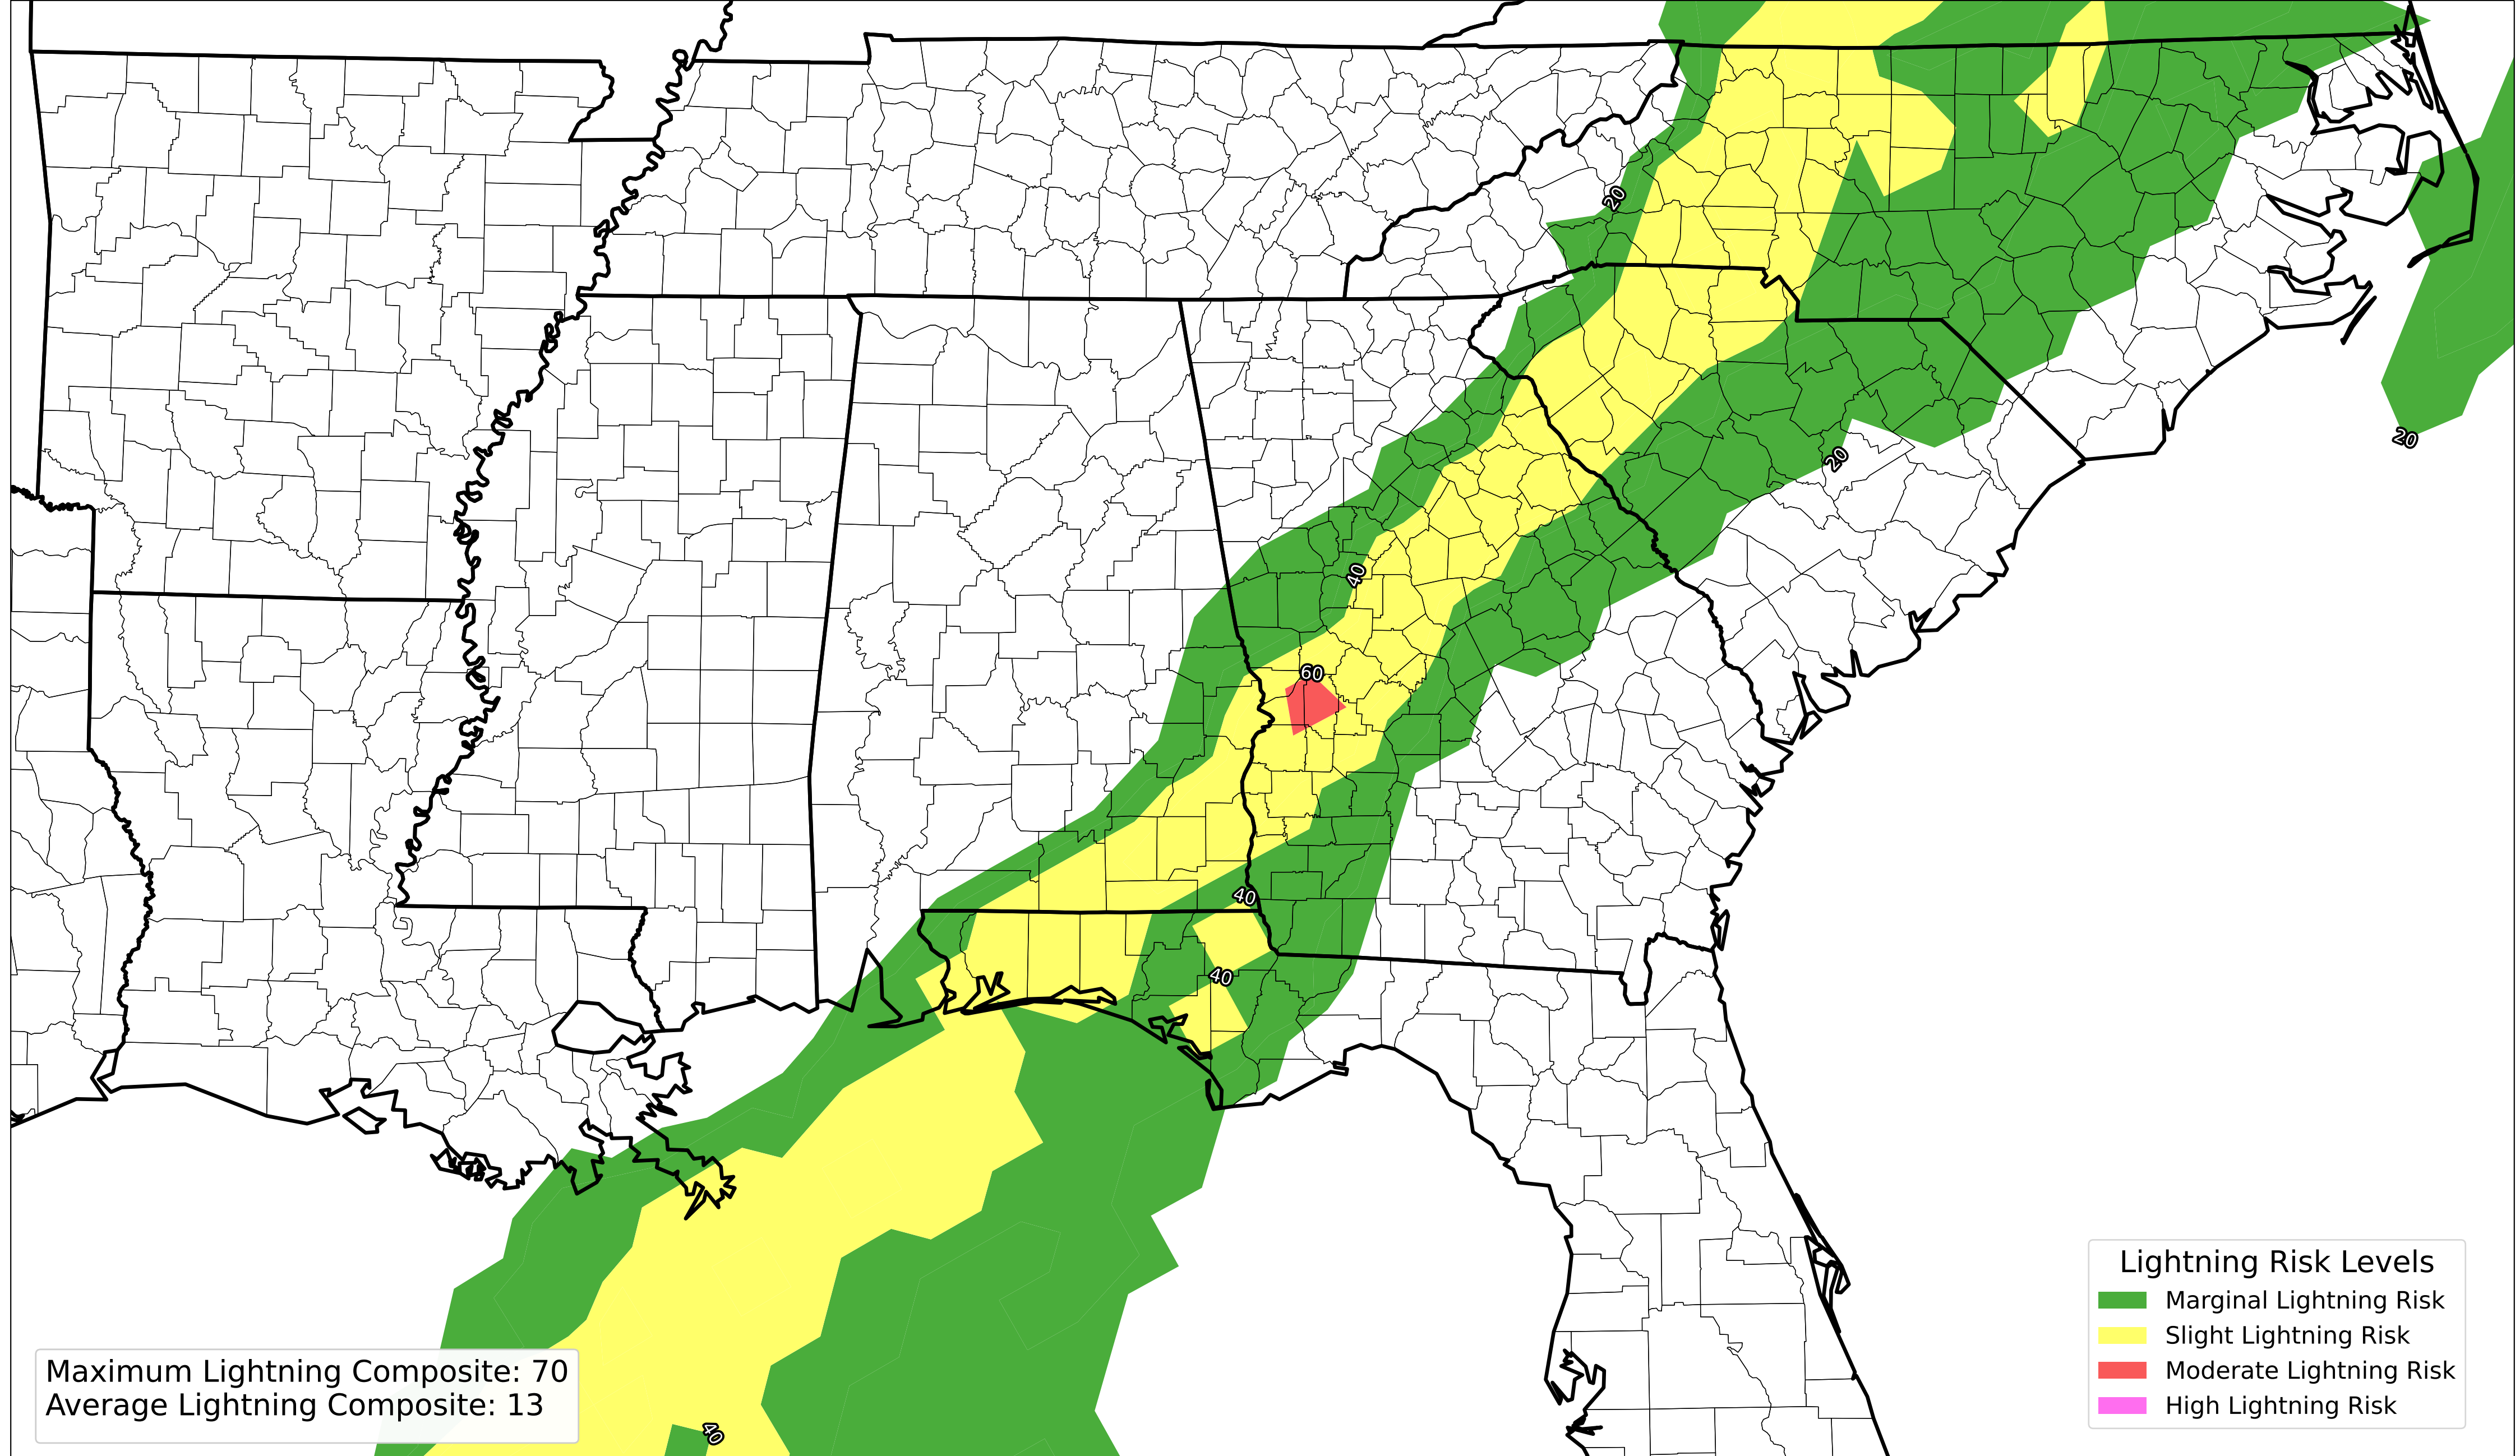 20
20
20
40
60
40
40
40
Maximum Lightning Composite: 70
Average Lightning Composite: 13
Lightning Risk Levels
Marginal Lightning Risk
Slight Lightning Risk
Moderate Lightning Risk
High Lightning Risk